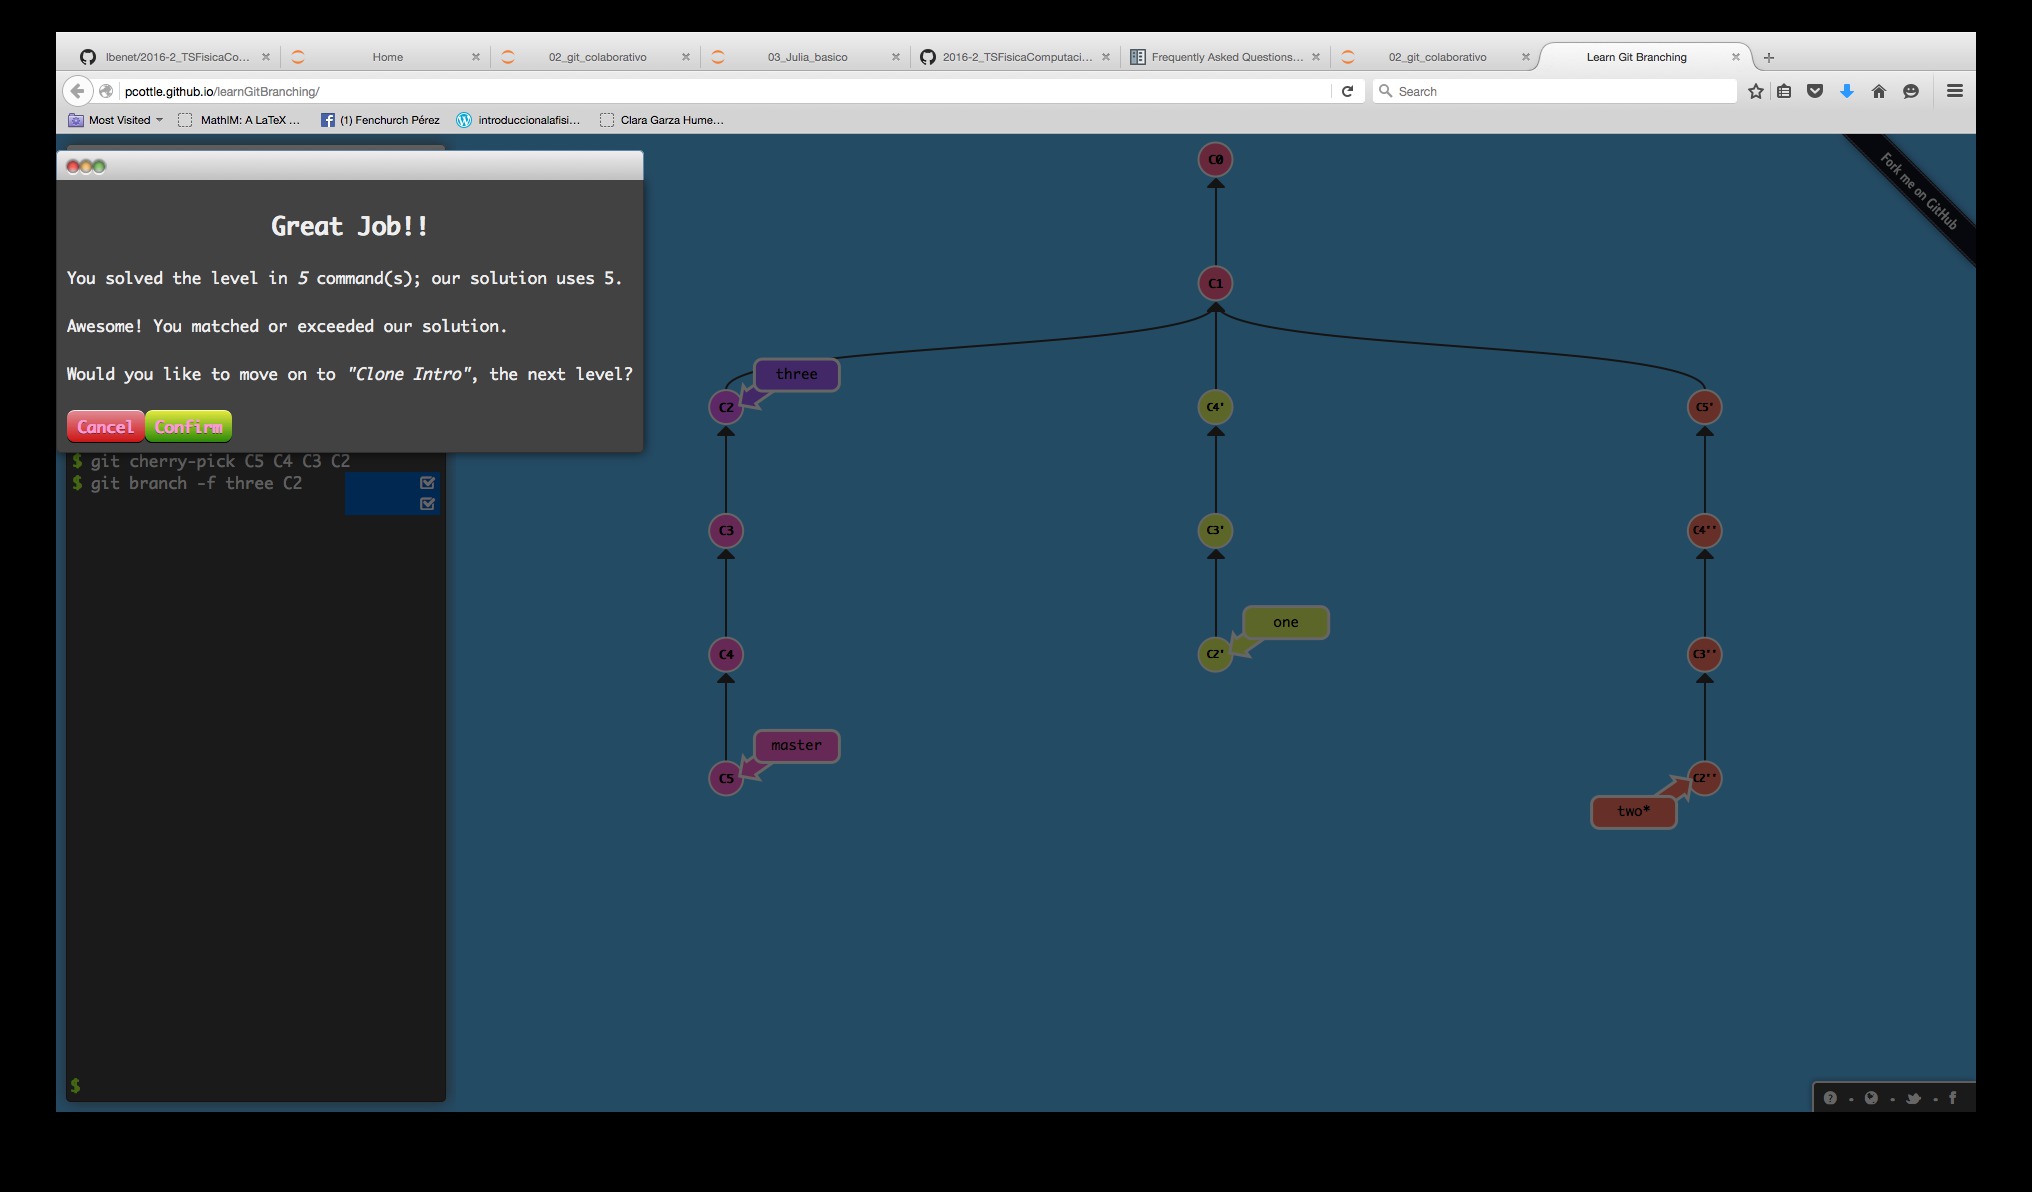 lbenet/2016-2_TSFisicaCo...
Home
02_git_colaborativo
03_Julia_basico
2016-2_TSFisicaComputaci...
Frequently Asked Questions...
02_git_colaborativo
Learn Git Branching
pcottle.github.io/learnGitBranching/
Search
Most Visited
MathIM: A LaTeX ...
(1) Fenchurch Pérez
introduccionalafisi...
Clara Garza Hume...
Fork me on GitHub
Great Job!!
You solved the level in 5 command(s); our solution uses 5.
Awesome! You matched or exceeded our solution.
Would you like to move on to "Clone Intro", the next level?
Cancel Confirm
$ git cherry-pick C5 C4 C3 C2
$ git branch -f three C2
$
C0
C1
three
C2
C4'
C5'
C3
C3'
C4''
one
C4
C2'
C3''
master
C5
C2''
two*